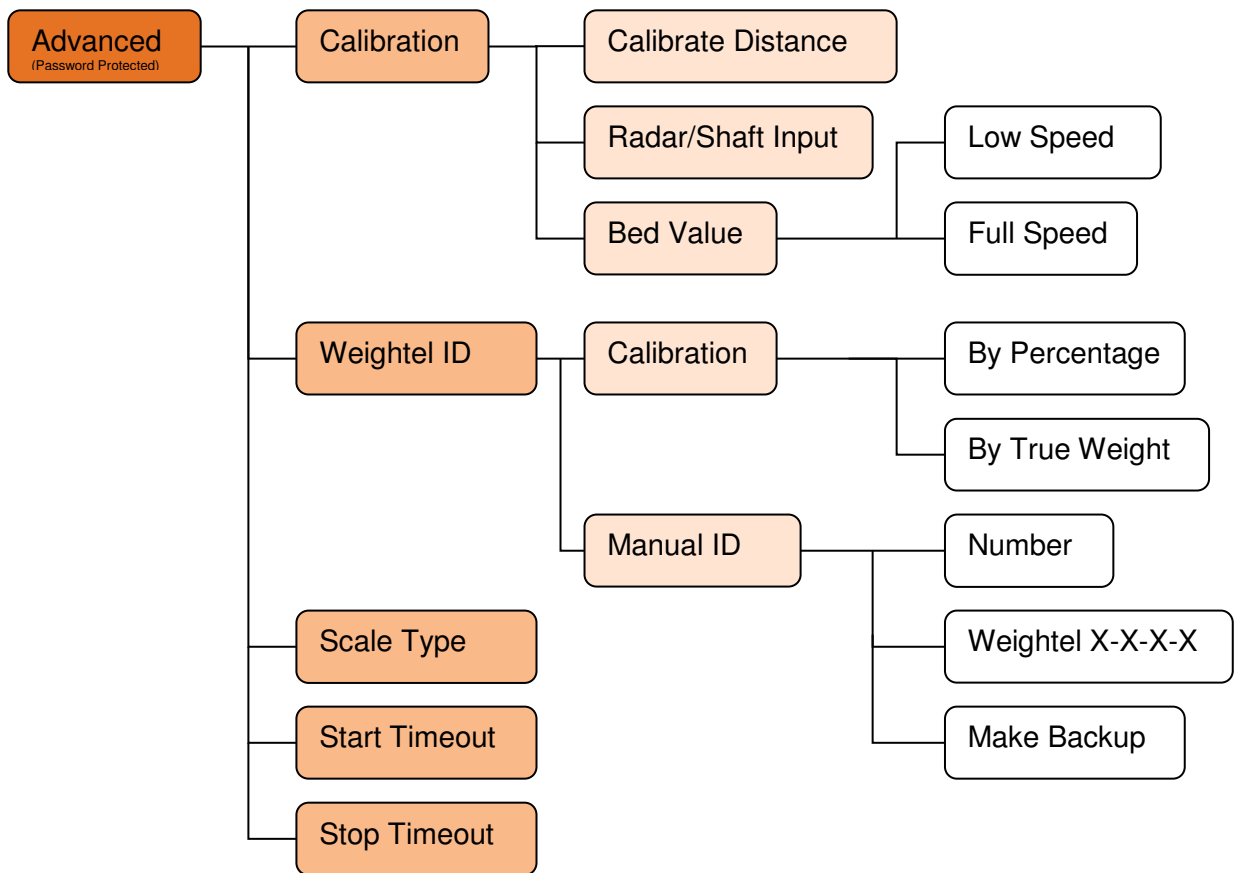 Advanced
(Password Protected)
Calibration
Calibrate Distance
Radar/Shaft Input
Low Speed
Bed Value
Full Speed
Weightel ID
Calibration
By Percentage
By True Weight
Manual ID
Number
Scale Type
Weightel X-X-X-X
Start Timeout
Make Backup
Stop Timeout